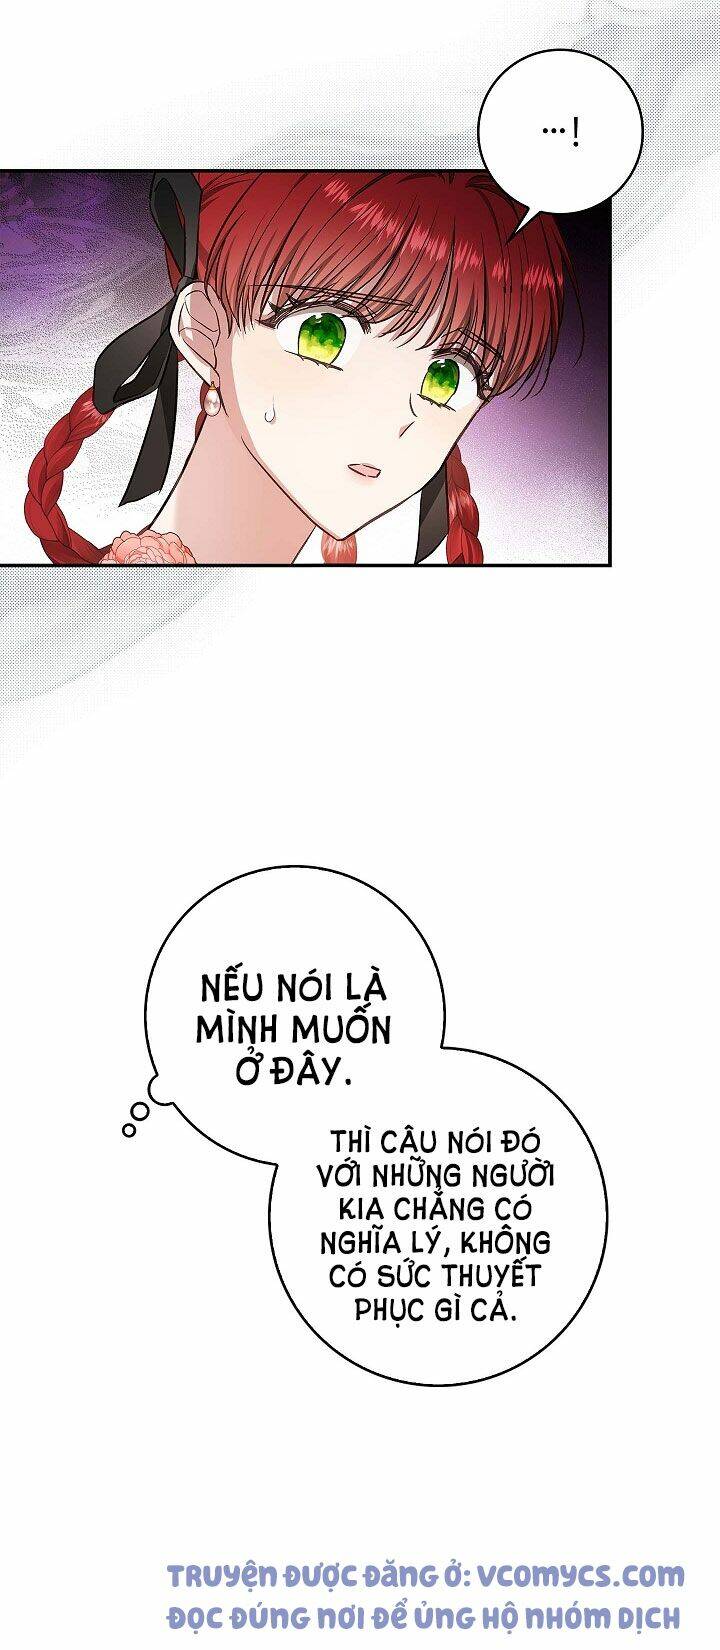 ...!
NẾU NÓI LÀ
MÌNH MUỐN
Ở ĐÂY.
THÌ CÂU NÓI ĐÓ
VỚI NHỮNG NGƯỜI
KIA CHẲNG CÓ
NGHĨA LÝ, KHÔNG
CÓ SỨC THUYẾT
PHỤC GÌ CẢ.
TRUYỆN ĐƯỢC ĐĂNG Ở: VCOMYCS.COM
ĐỌC ĐÚNG NƠI ĐỂ ỦNG HỘ NHÓM DỊCH